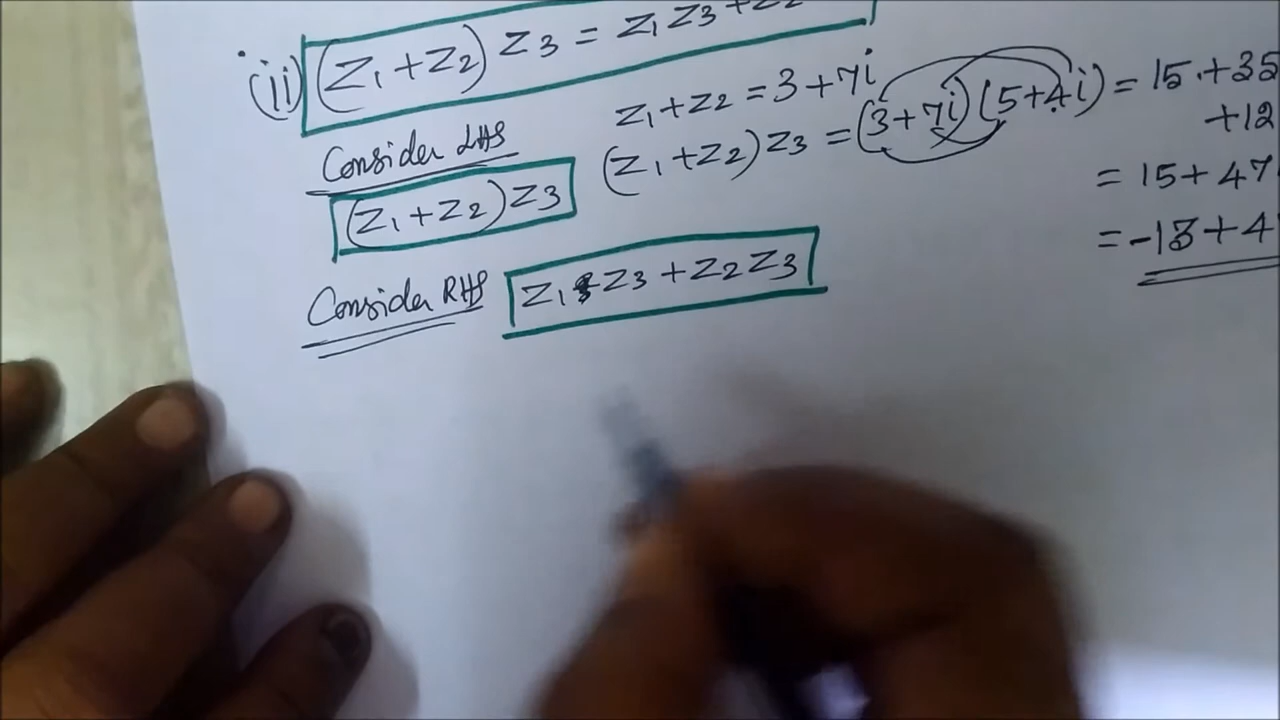 (ii) (Z₁+Z₂) Z₃ = Z₁Z₃+Z₂
Z₁+Z₂ = 3+7i
Consider LHS
(Z₁+Z₂)Z₃ = (3+7i)(5+4i) = 15+35
+12
(Z₁+Z₂)Z₃
= 15+47
= -13+4
Consider RHS Z₁Z₃+Z₂Z₃